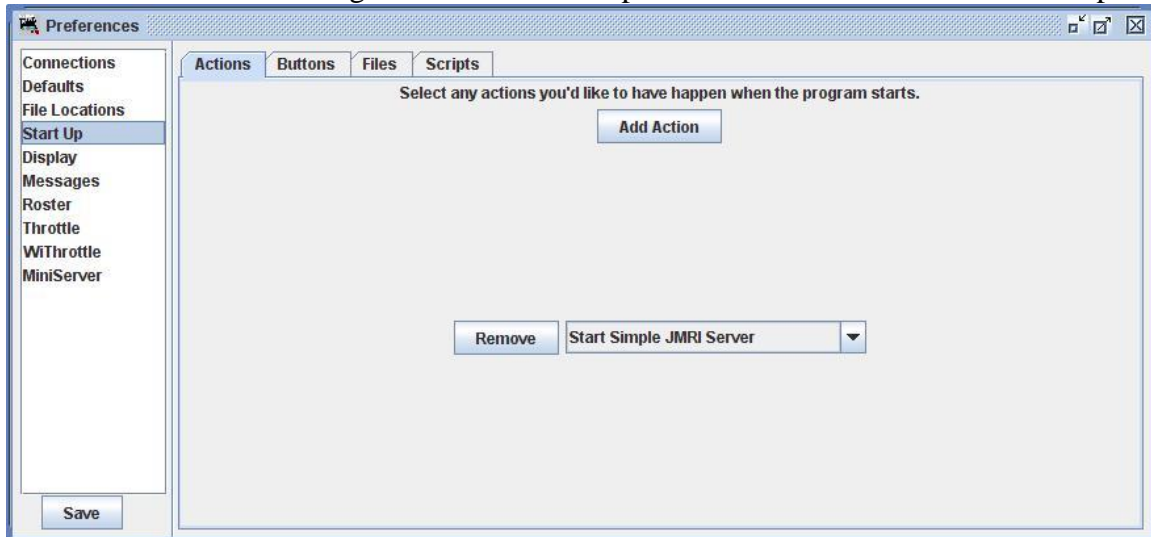 Preferences
Connections
Defaults
File Locations
Start Up
Display
Messages
Roster
Throttle
WiThrottle
MiniServer
Save
Actions Buttons Files Scripts
Select any actions you'd like to have happen when the program starts.
Add Action
Remove Start Simple JMRI Server